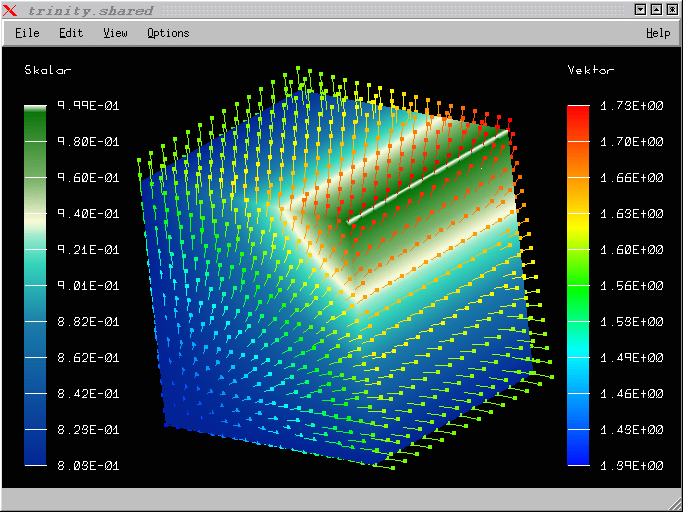 trinity.shared
File Edit View Options Help
Skalar
9.99E-01
9.80E-01
9.60E-01
9.40E-01
9.21E-01
9.01E-01
8.82E-01
8.62E-01
8.42E-01
8.23E-01
8.03E-01
Vektor
1.73E+00
1.70E+00
1.66E+00
1.63E+00
1.60E+00
1.56E+00
1.53E+00
1.49E+00
1.46E+00
1.43E+00
1.39E+00